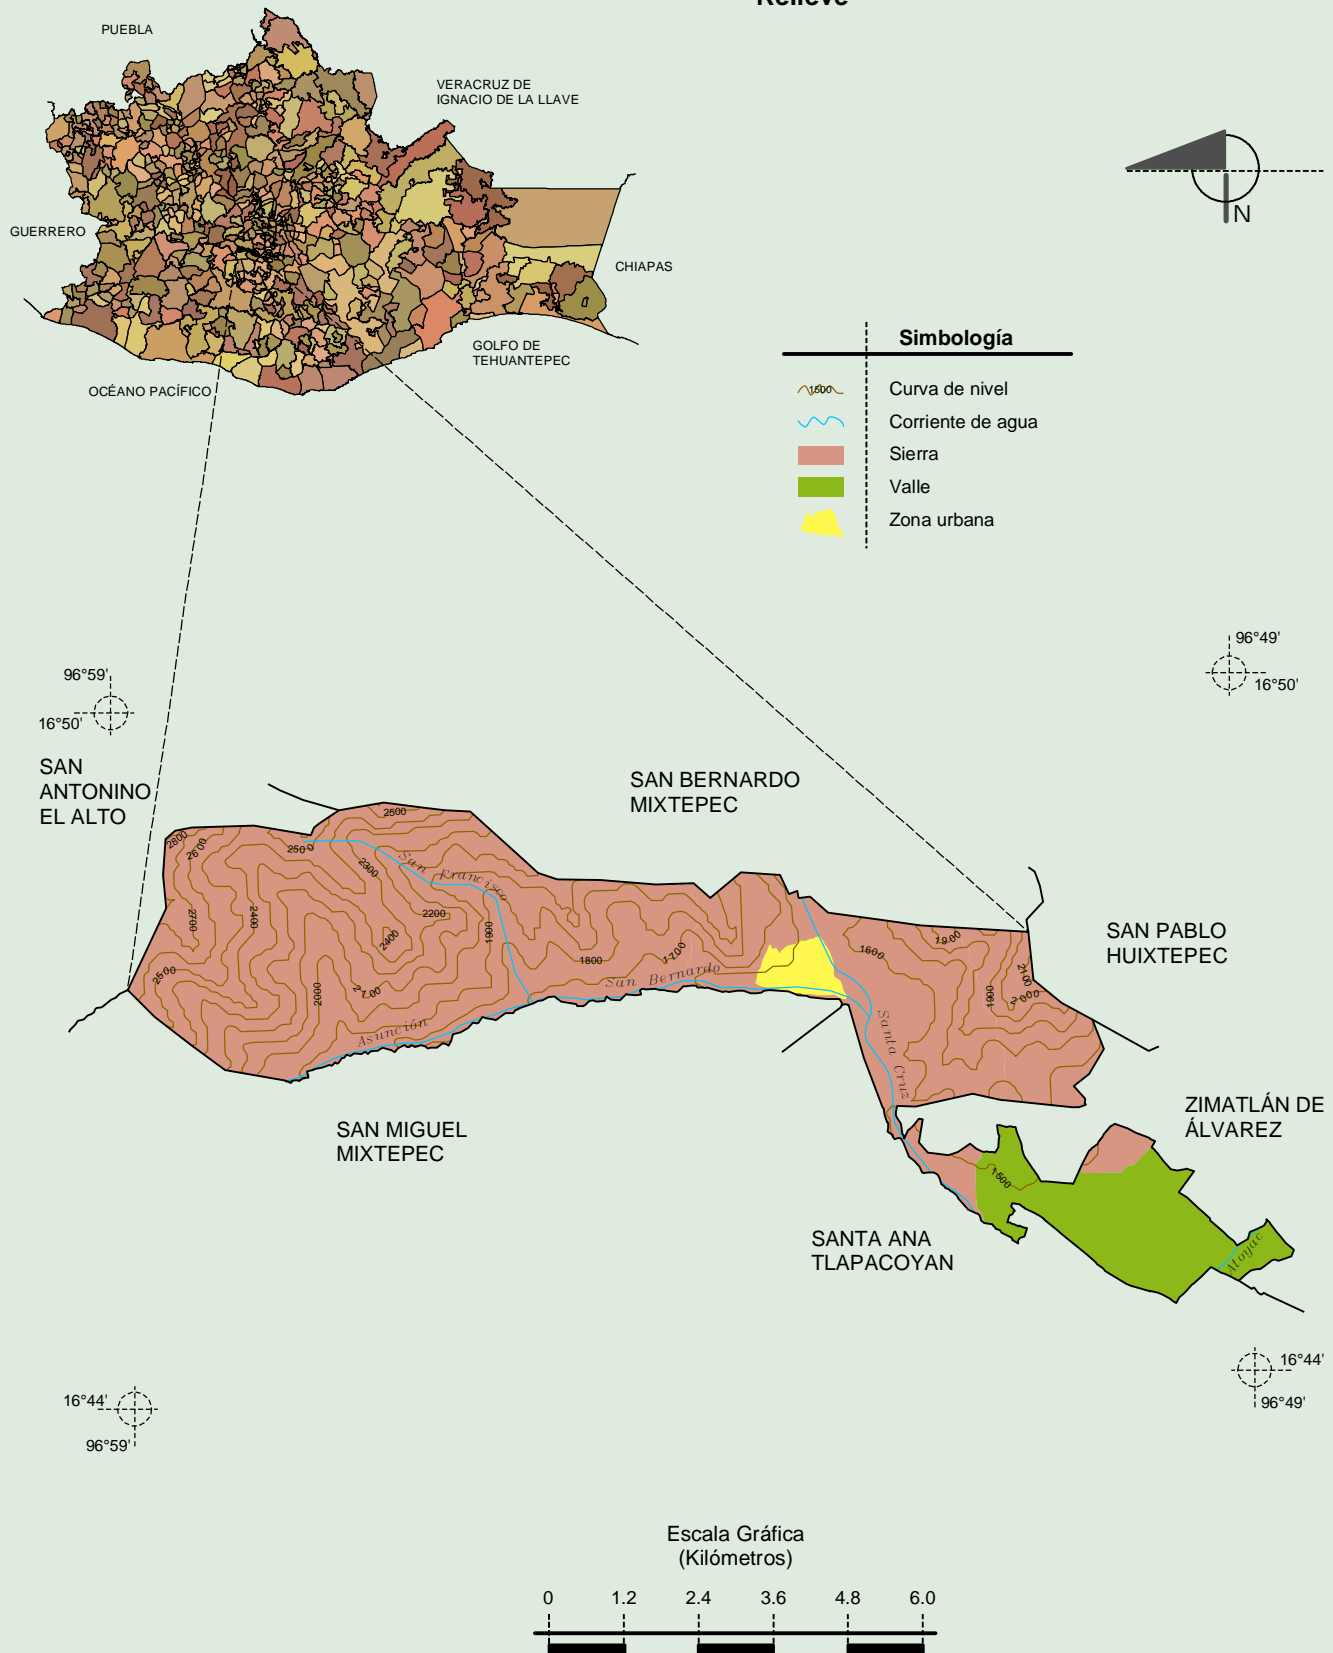 Relieve
PUEBLA
VERACRUZ DE
IGNACIO DE LA LLAVE
GUERRERO
CHIAPAS
GOLFO DE
TEHUANTEPEC
OCÉANO PACÍFICO
N
Simbología
1500
Curva de nivel
Corriente de agua
Sierra
Valle
Zona urbana
96°59'
16°50'
96°49'
16°50'
SAN
ANTONINO
EL ALTO
SAN BERNARDO
MIXTEPEC
SAN PABLO
HUIXTEPEC
2800
2600
2500
2500
2300
San Francisco
2700
2400
2200
2400
1900
2500
2000
2700
1800
1700
San Bernardo
Asunción
1600
1900
1800
2100
2000
Santa Cruz
SAN MIGUEL
MIXTEPEC
ZIMATLÁN DE
ÁLVAREZ
1500
SANTA ANA
TLAPACOYAN
Atoyac
16°44'
96°59'
16°44'
96°49'
Escala Gráfica
(Kilómetros)
0 1.2 2.4 3.6 4.8 6.0